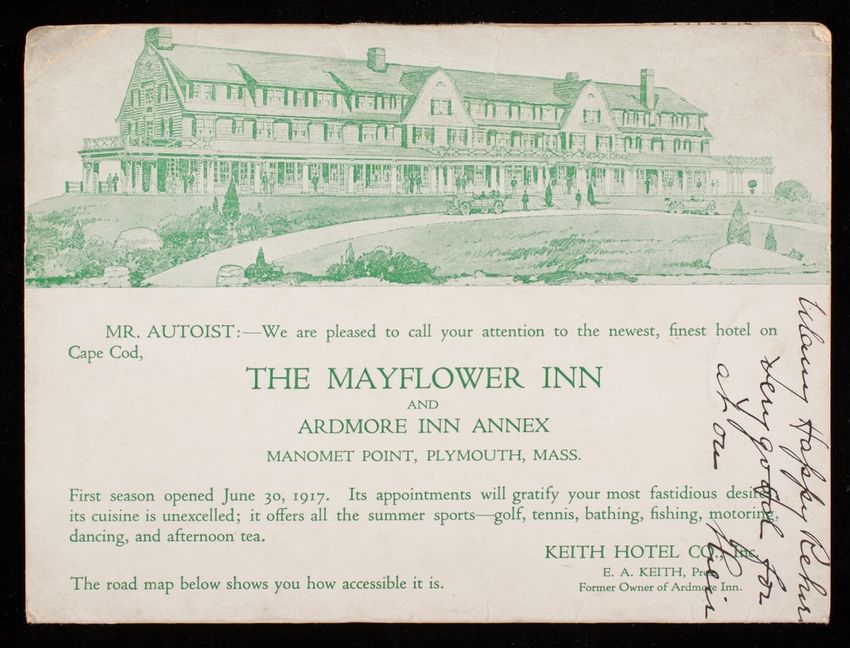 MR. AUTOIST:—We are pleased to call your attention to the newest, finest hotel on
Cape Cod,
THE MAYFLOWER INN
AND
ARDMORE INN ANNEX
MANOMET POINT, PLYMOUTH, MASS.
First season opened June 30, 1917. Its appointments will gratify your most fastidious desires,
its cuisine is unexcelled; it offers all the summer sports—golf, tennis, bathing, fishing, motoring,
dancing, and afternoon tea.
KEITH HOTEL CO., Inc.
E. A. KEITH, Pres.
Former Owner of Ardmore Inn.
The road map below shows you how accessible it is.
Many Happy
very good for
their